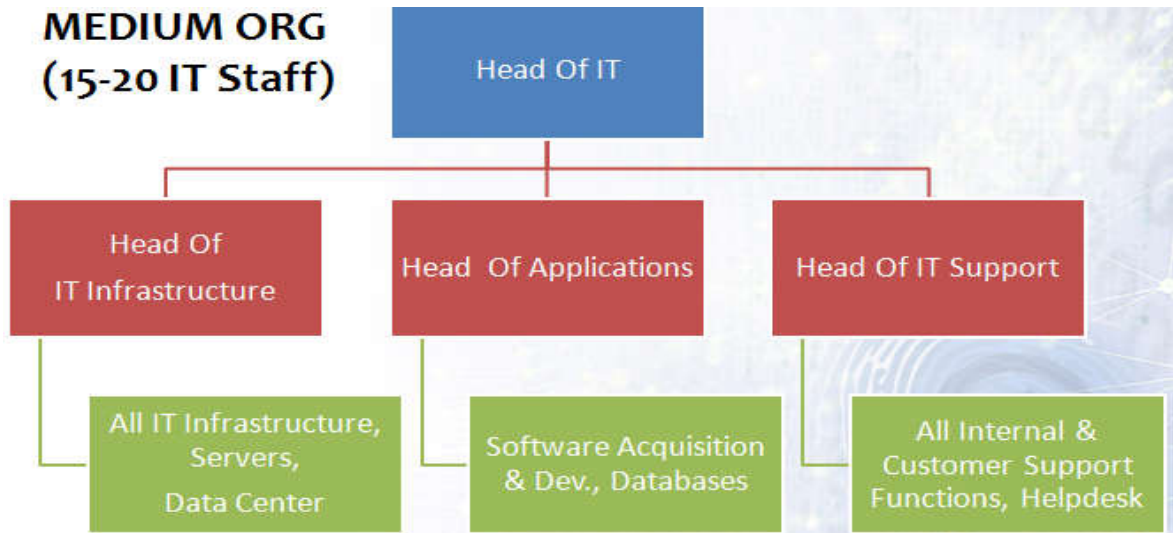 MEDIUM ORG
(15-20 IT Staff)
Head Of IT
Head Of
IT Infrastructure
Head Of Applications
Head Of IT Support
All IT Infrastructure,
Servers,
Data Center
Software Acquisition
& Dev., Databases
All Internal &
Customer Support
Functions, Helpdesk